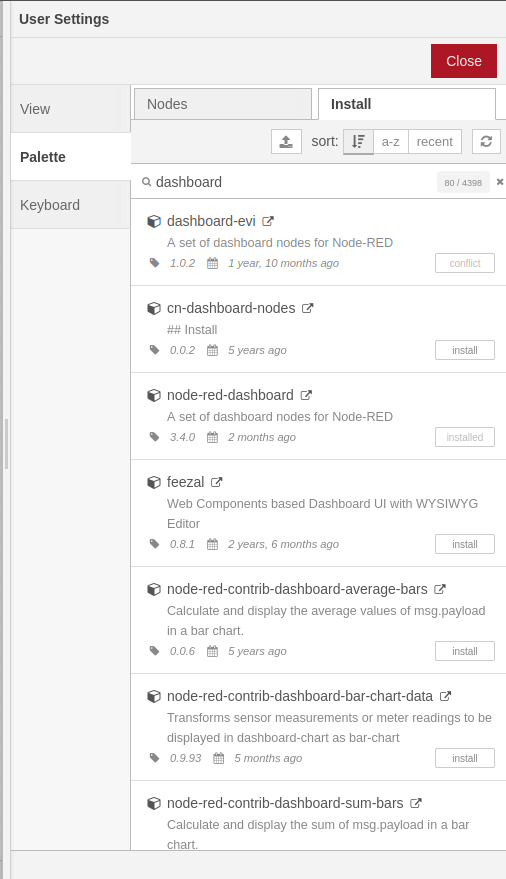 User Settings
Close
View
Palette
Keyboard
Nodes
Install
sort: a-z recent
dashboard 80 / 4398 ✖
dashboard-evi
A set of dashboard nodes for Node-RED
1.0.2 1 year, 10 months ago conflict
cn-dashboard-nodes
## Install
0.0.2 5 years ago install
node-red-dashboard
A set of dashboard nodes for Node-RED
3.4.0 2 months ago installed
feezal
Web Components based Dashboard UI with WYSIWYG
Editor
0.8.1 2 years, 6 months ago install
node-red-contrib-dashboard-average-bars
Calculate and display the average values of msg.payload
in a bar chart.
0.0.6 5 years ago install
node-red-contrib-dashboard-bar-chart-data
Transforms sensor measurements or meter readings to be
displayed in dashboard-chart as bar-chart
0.9.93 5 months ago install
node-red-contrib-dashboard-sum-bars
Calculate and display the sum of msg.payload in a bar
chart.